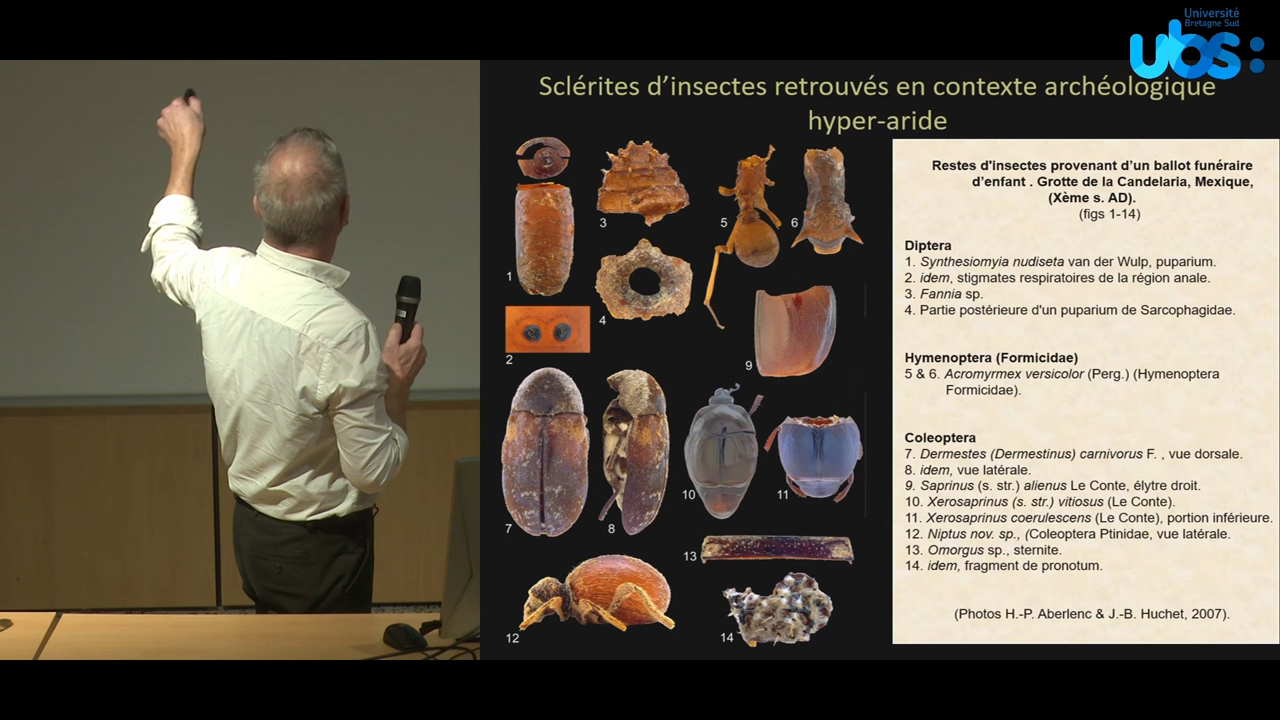 Université
Bretagne Sud
ubs:
Sclérites d'insectes retrouvés en contexte archéologique
hyper-aride
1
2
3
4
5
6
7
8
9
10
11
12
13
14
Restes d'insectes provenant d'un ballot funéraire
d'enfant . Grotte de la Candelaria, Mexique,
(Xème s. AD).
(figs 1-14)
Diptera
1. Synthesiomyia nudiseta van der Wulp, puparium.
2. idem, stigmates respiratoires de la région anale.
3. Fannia sp.
4. Partie postérieure d'un puparium de Sarcophagidae.
Hymenoptera (Formicidae)
5 & 6. Acromyrmex versicolor (Perg.) (Hymenoptera
Formicidae).
Coleoptera
7. Dermestes (Dermestinus) carnivorus F. , vue dorsale.
8. idem, vue latérale.
9. Saprinus (s. str.) alienus Le Conte, élytre droit.
10. Xerosaprinus (s. str.) vitiosus (Le Conte).
11. Xerosaprinus coerulescens (Le Conte), portion inférieure.
12. Niptus nov. sp., (Coleoptera Ptinidae, vue latérale.
13. Omorgus sp., sternite.
14. idem, fragment de pronotum.
(Photos H.-P. Aberlenc & J.-B. Huchet, 2007).